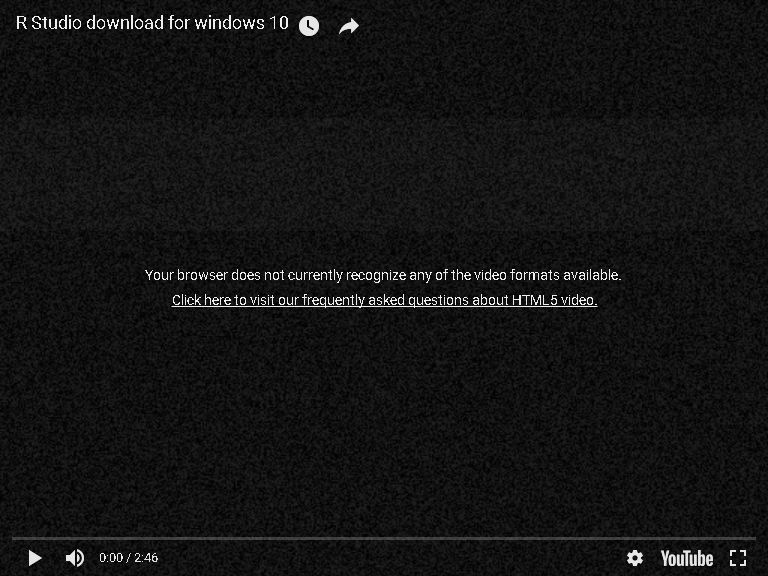 R Studio download for windows 10
Your browser does not currently recognize any of the video formats available.
Click here to visit our frequently asked questions about HTML5 video.
0:00 / 2:46
YouTube